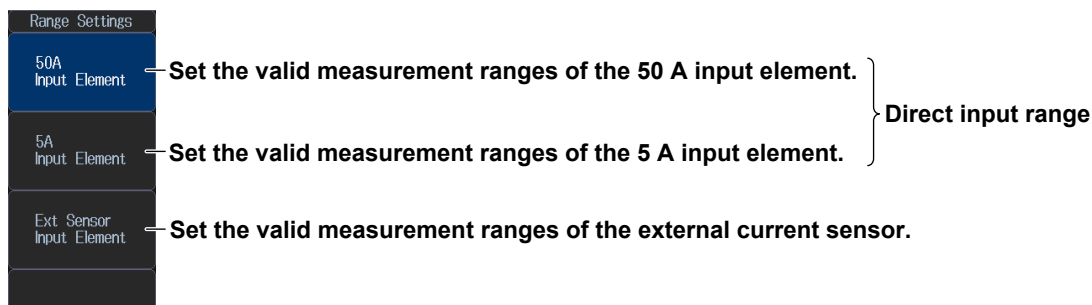 Range Settings
50A
Input Element
Set the valid measurement ranges of the 50 A input element.
Direct input range
5A
Input Element
Set the valid measurement ranges of the 5 A input element.
Ext Sensor
Input Element
Set the valid measurement ranges of the external current sensor.